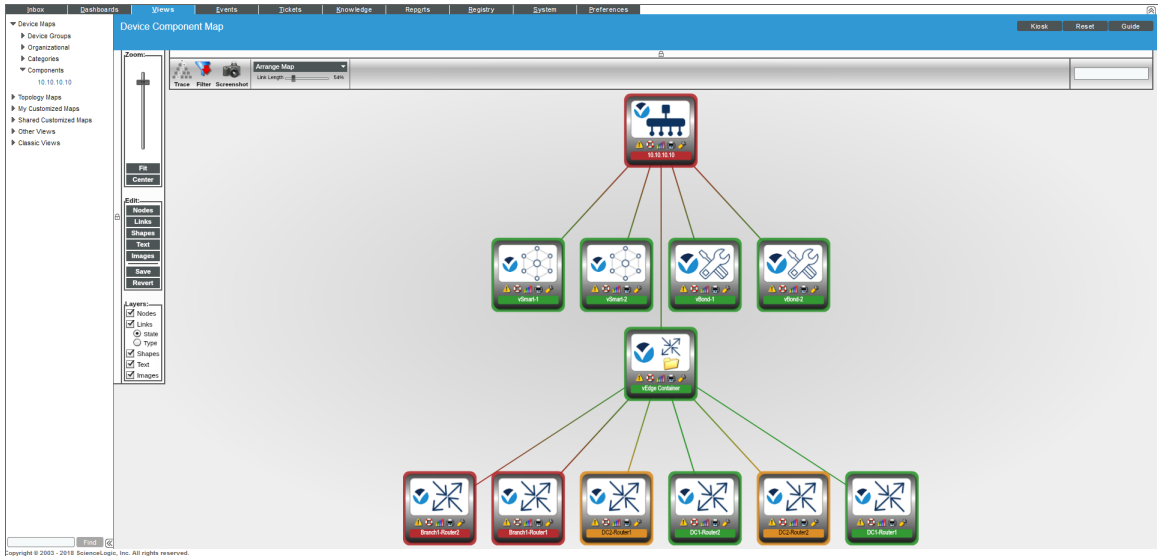 Inbox Dashboards Views Events Tickets Knowledge Reports Registry System Preferences
Device Maps
Device Groups
Organizational
Categories
Components
10.10.10.10
Topology Maps
My Customized Maps
Shared Customized Maps
Other Views
Classic Views
Find
Device Component Map
Kiosk Reset Guide
Zoom:
Fit
Center
Edit:
Nodes
Links
Shapes
Text
Images
Save
Revert
Layers:
Nodes
Links
State
Type
Shapes
Text
Images
Trace Filter Screenshot
Arrange Map
Link Length 54%
10.10.10.10
vSmart-1 vSmart-2 vBond-1 vBond-2
vEdge Container
Branch1-Router2 Branch1-Router1 DC2-Router1 DC1-Router2 DC2-Router2 DC1-Router1
Copyright © 2003 - 2018 ScienceLogic, Inc. All rights reserved.